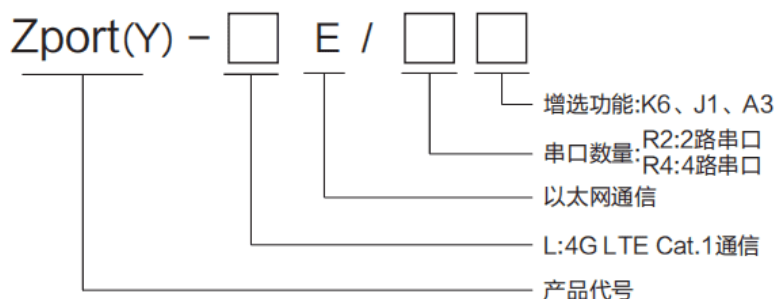 Zport(Y) – □ E / □ □
增选功能:K6、J1、A3
串口数量:R2:2路串口
R4:4路串口
以太网通信
L:4G LTE Cat.1通信
产品代号